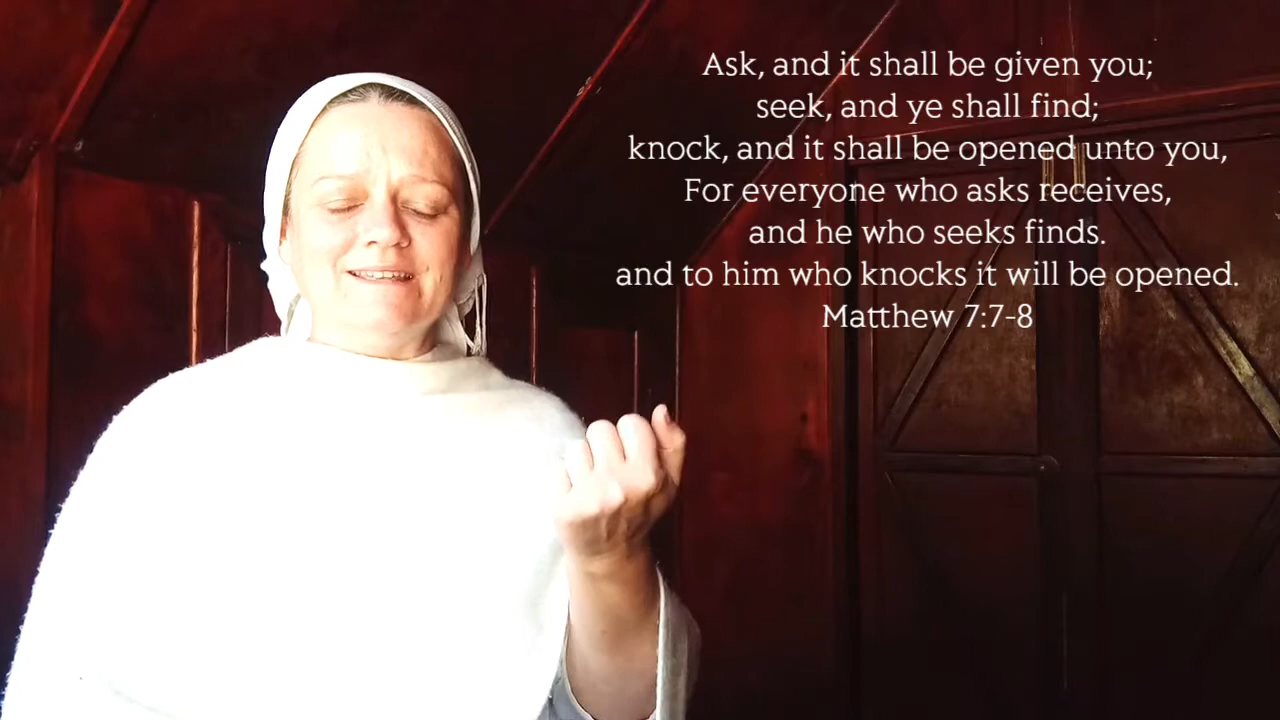 Ask, and it shall be given you;
seek, and ye shall find;
knock, and it shall be opened unto you,
For everyone who asks receives,
and he who seeks finds.
and to him who knocks it will be opened.
Matthew 7:7-8